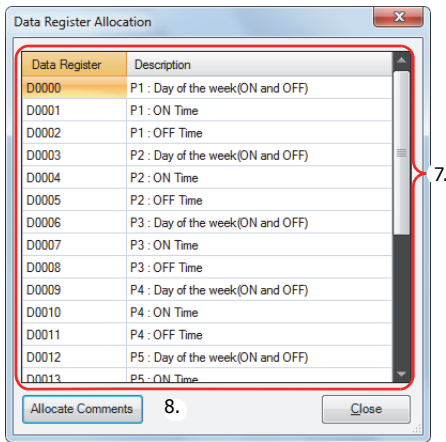 Data Register Allocation
Data Register Description
D0000 P1 : Day of the week(ON and OFF)
D0001 P1 : ON Time
D0002 P1 : OFF Time
D0003 P2 : Day of the week(ON and OFF)
D0004 P2 : ON Time
D0005 P2 : OFF Time
D0006 P3 : Day of the week(ON and OFF)
D0007 P3 : ON Time
D0008 P3 : OFF Time
D0009 P4 : Day of the week(ON and OFF)
D0010 P4 : ON Time
D0011 P4 : OFF Time
D0012 P5 : Day of the week(ON and OFF)
D0013 P5 : ON Time
7.
Allocate Comments 8. Close